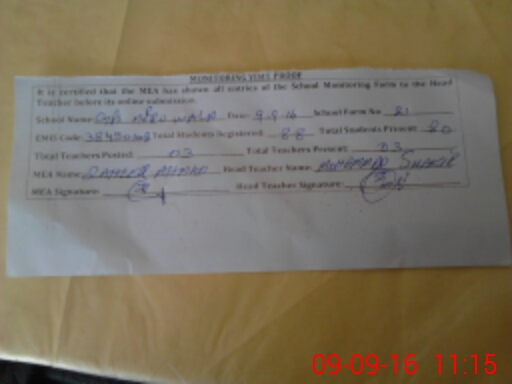 MONITORING VISIT PROOF
It is certified that the MEA has shown all entries of the School Monitoring Form to the Head
Teacher before its online submission.
School Name: Date: 9.9.16 School Form No 21
EMIS Code: Total Students Registered: 88 Total Students Present: 80
Total Teachers Posted: 03 Total Teachers Present: 03
MEA Name: AHMAD Head Teacher Name: MUHAMMAD
MEA Signature: Head Teacher Signature:
09-09-16 11:15